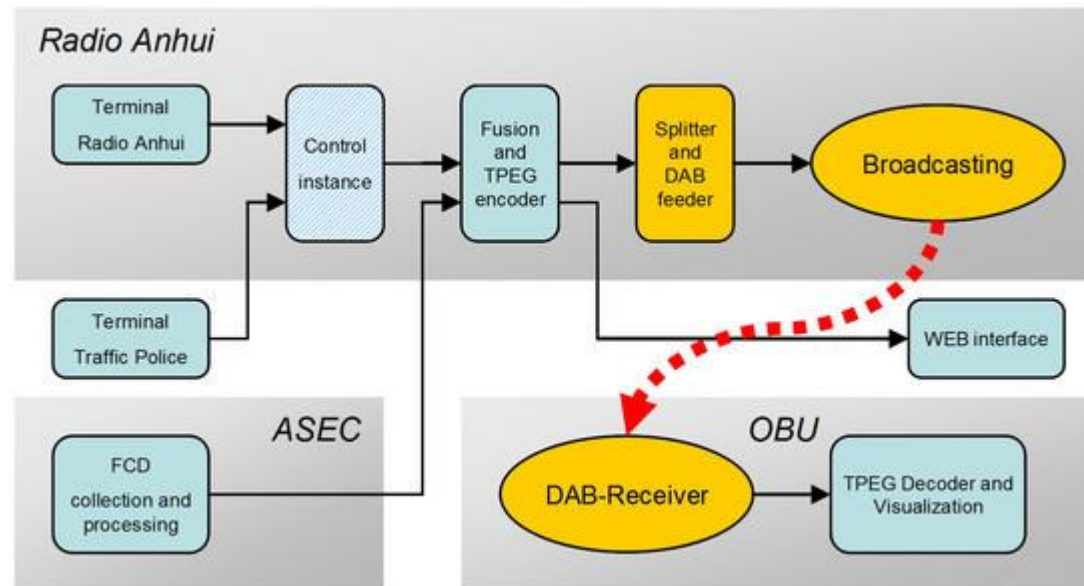 Radio Anhui
Terminal
Radio Anhui
Control
instance
Fusion
and
TPEG
encoder
Splitter
and
DAB
feeder
Broadcasting
Terminal
Traffic Police
WEB interface
ASEC
FCD
collection and
processing
OBU
DAB-Receiver
TPEG Decoder and
Visualization